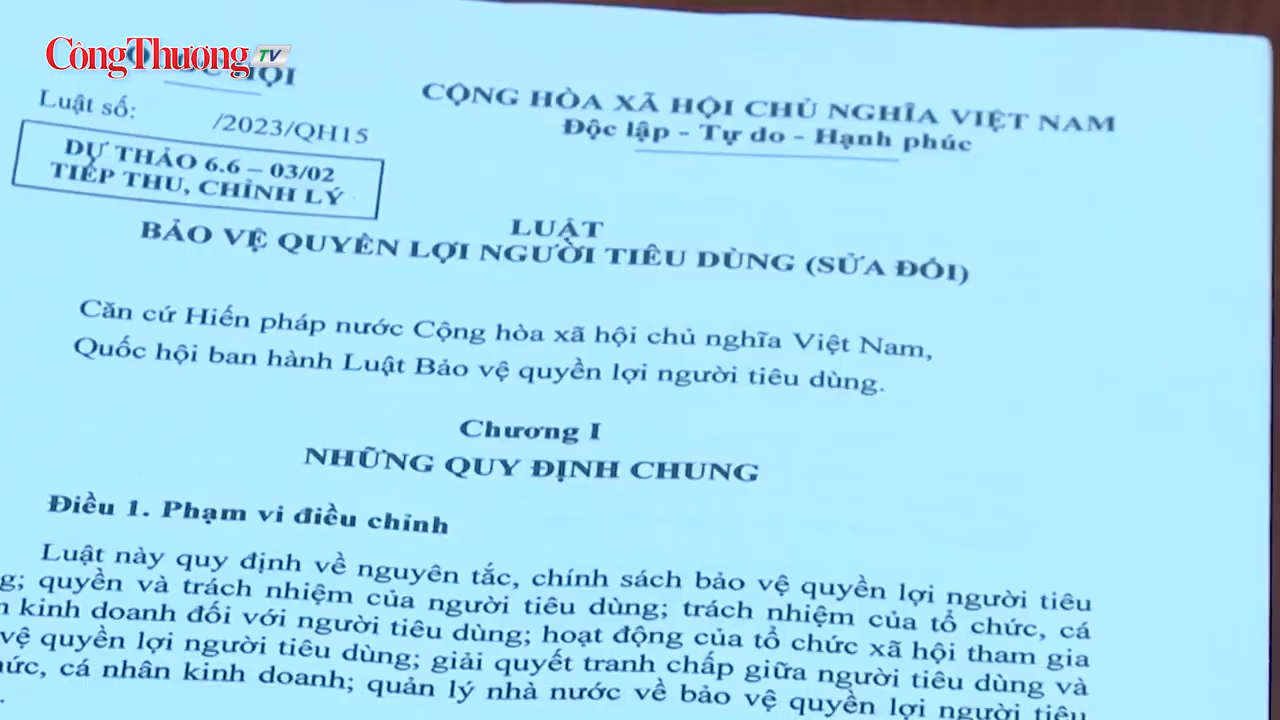 CôngThương TV
HỘI
CỘNG HÒA XÃ HỘI CHỦ NGHĨA VIỆT NAM
Luật số: /2023/QH15
Độc lập - Tự do - Hạnh phúc
DỰ THẢO 6.6 – 03/02
TIẾP THU, CHỈNH LÝ
LUẬT
BẢO VỆ QUYỀN LỢI NGƯỜI TIÊU DÙNG (SỬA ĐỔI)
Căn cứ Hiến pháp nước Cộng hòa xã hội chủ nghĩa Việt Nam,
Quốc hội ban hành Luật Bảo vệ quyền lợi người tiêu dùng.
Chương I
NHỮNG QUY ĐỊNH CHUNG
Điều 1. Phạm vi điều chỉnh
Luật này quy định về nguyên tắc, chính sách bảo vệ quyền lợi người tiêu
g; quyền và trách nhiệm của người tiêu dùng; trách nhiệm của tổ chức, cá
n kinh doanh đối với người tiêu dùng; hoạt động của tổ chức xã hội tham gia
vệ quyền lợi người tiêu dùng; giải quyết tranh chấp giữa người tiêu dùng và
ức, cá nhân kinh doanh; quản lý nhà nước về bảo vệ quyền lợi người tiêu